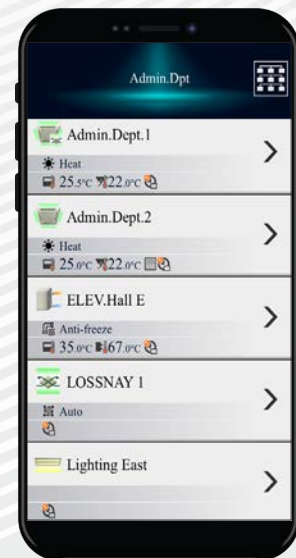 Admin.Dpt
Admin.Dept.1
Heat
25.5°C 22.0°C
Admin.Dept.2
Heat
25.0°C 22.0°C
ELEV.Hall E
Anti-freeze
35.0°C 67.0°C
LOSSNAY 1
Auto
Lighting East